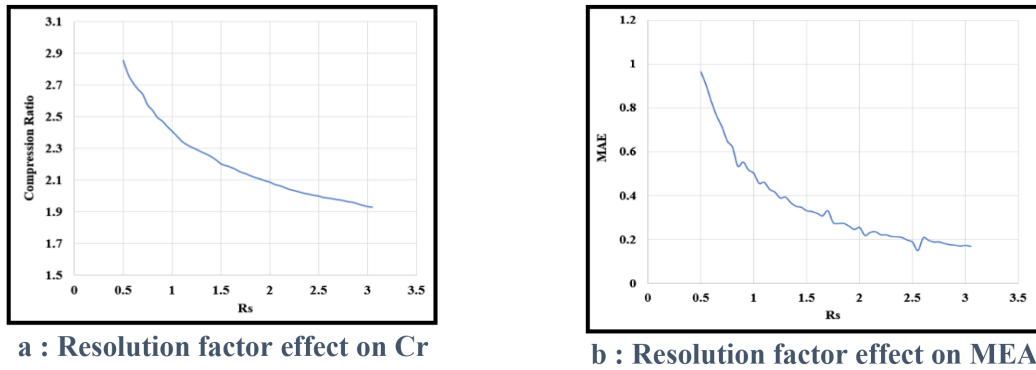 3.1
2.9
2.7
2.5
2.3
2.1
1.9
1.7
1.5
Compression Ratio
0 0.5 1 1.5 2 2.5 3 3.5
Rs
a : Resolution factor effect on Cr
1.2
1
0.8
0.6
0.4
0.2
0
MAE
0 0.5 1 1.5 2 2.5 3 3.5
Rs
b : Resolution factor effect on MEA